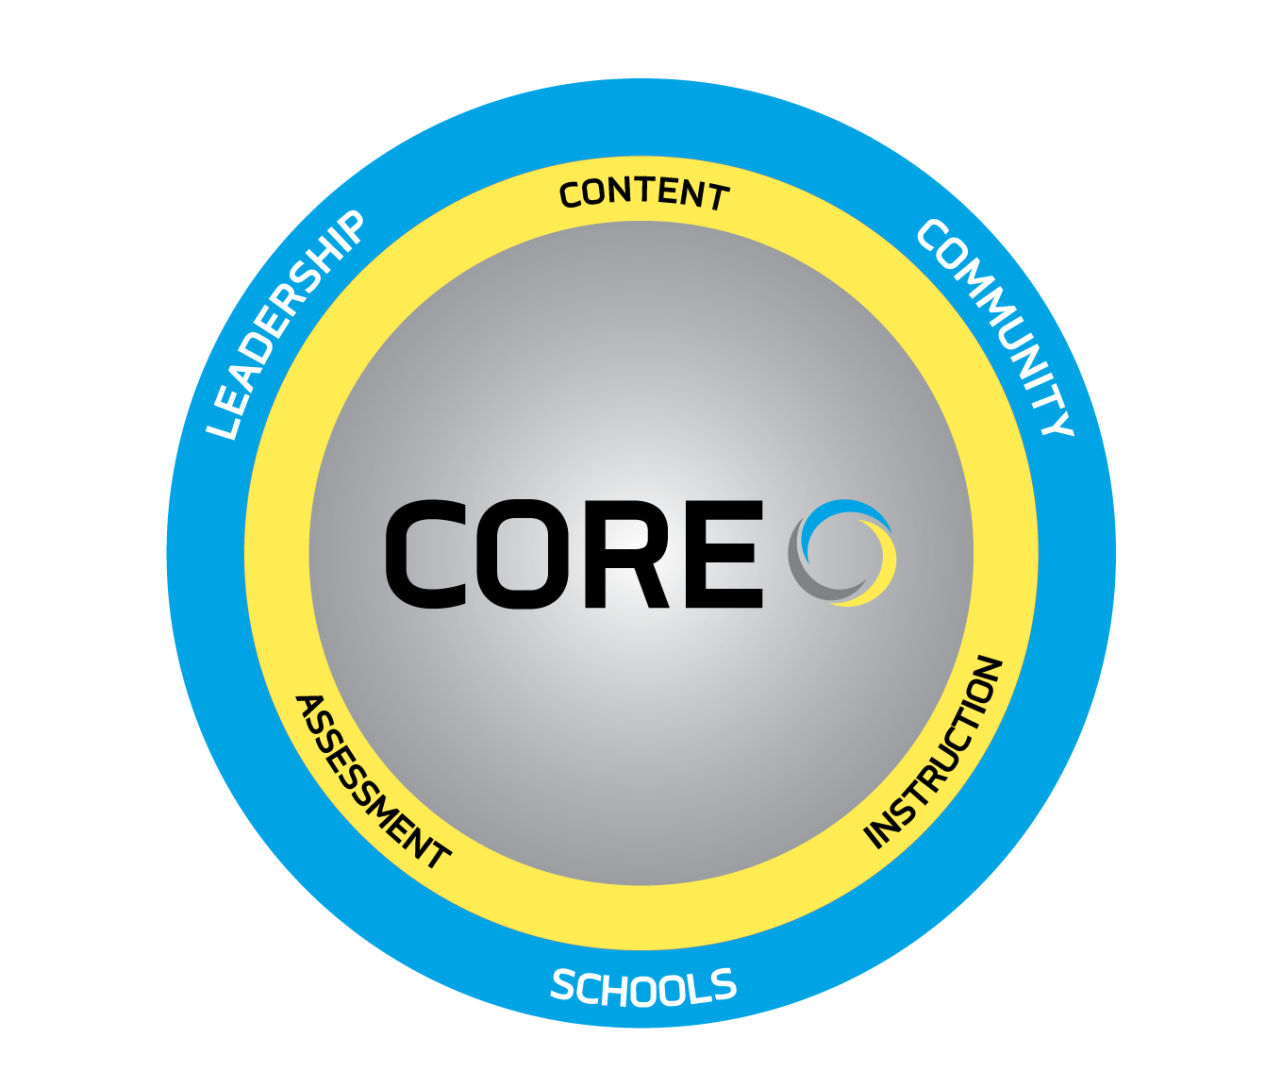 LEADERSHIP
COMMUNITY
SCHOOLS
CONTENT
ASSESSMENT
INSTRUCTION
CORE